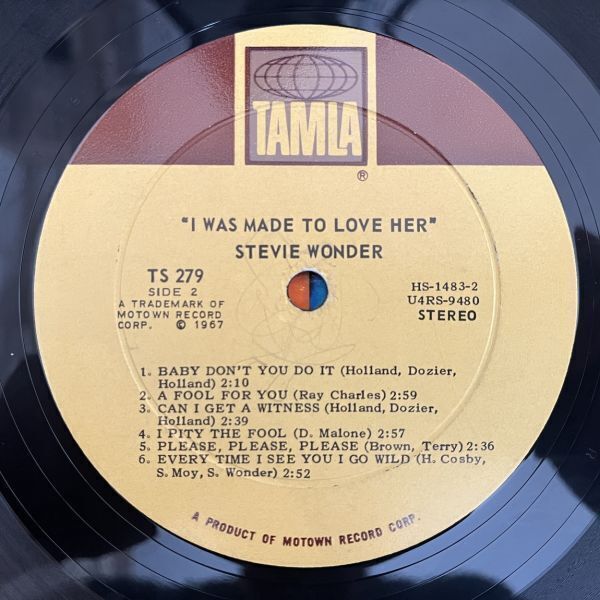 TAMLA
®
"I WAS MADE TO LOVE HER"
STEVIE WONDER
TS 279
SIDE 2
A TRADEMARK OF
MOTOWN RECORD
CORP. © 1967
HS-1483-2
U4RS-9480
STEREO
1. BABY DON'T YOU DO IT (Holland, Dozier,
Holland) 2:10
2. A FOOL FOR YOU (Ray Charles) 2:59
3. CAN I GET A WITNESS (Holland, Dozier,
Holland) 2:39
4. I PITY THE FOOL (D. Malone) 2:57
5. PLEASE, PLEASE, PLEASE (Brown, Terry) 2:36
6. EVERY TIME I SEE YOU I GO WILD (H. Cosby,
S. Moy, S. Wonder) 2:52
A PRODUCT OF MOTOWN RECORD CORP.